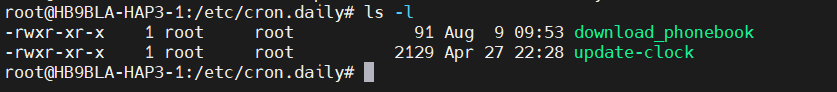 root@HB9BLA-HAP3-1:/etc/cron.daily# ls -l
-rwxr-xr-x    1 root     root            91 Aug  9 09:53 download_phonebook
-rwxr-xr-x    1 root     root          2129 Apr 27 22:28 update-clock
root@HB9BLA-HAP3-1:/etc/cron.daily#